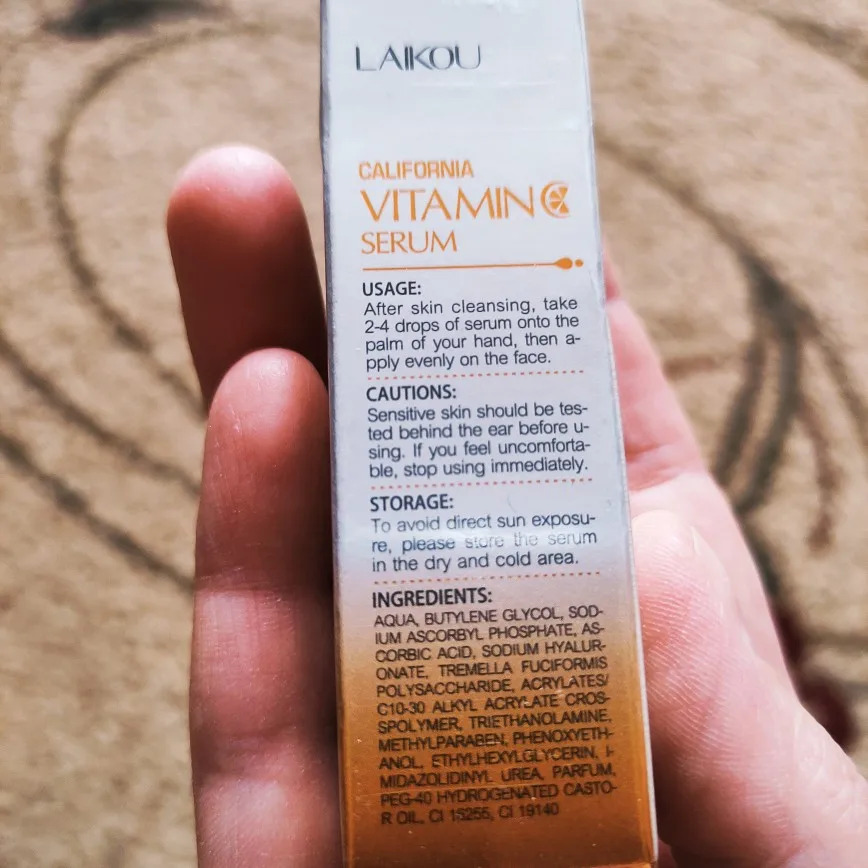 LAIKOU
CALIFORNIA
VITAMIN C
SERUM
USAGE:
After skin cleansing, take
2-4 drops of serum onto the
palm of your hand, then a-
pply evenly on the face.
CAUTIONS:
Sensitive skin should be tes-
ted behind the ear before u-
sing. If you feel uncomforta-
ble, stop using immediately.
STORAGE:
To avoid direct sun exposu-
re, please store the serum
in the dry and cold area.
INGREDIENTS:
AQUA, BUTYLENE GLYCOL, SOD-
IUM ASCORBYL PHOSPHATE, AS-
CORBIC ACID, SODIUM HYALUR-
ONATE, TREMELLA FUCIFORMIS
POLYSACCHARIDE, ACRYLATES/
C10-30 ALKYL ACRYLATE CROS-
SPOLYMER, TRIETHANOLAMINE,
METHYLPARABEN, PHENOXYETH-
ANOL, ETHYLHEXYLGLYCERIN, I-
MIDAZOLIDINYL UREA, PARFUM,
PEG-40 HYDROGENATED CASTO-
R OIL, CI 15255, CI 19140